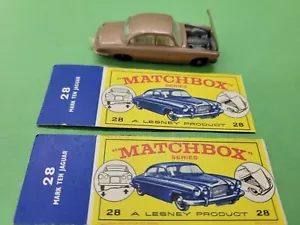 28
MARK TEN JAGUAR
"MATCHBOX"
SERIES
28
A LESNEY PRODUCT
28
28
MARK TEN JAGUAR
"MATCHBOX"
SERIES
28
A LESNEY PRODUCT
28